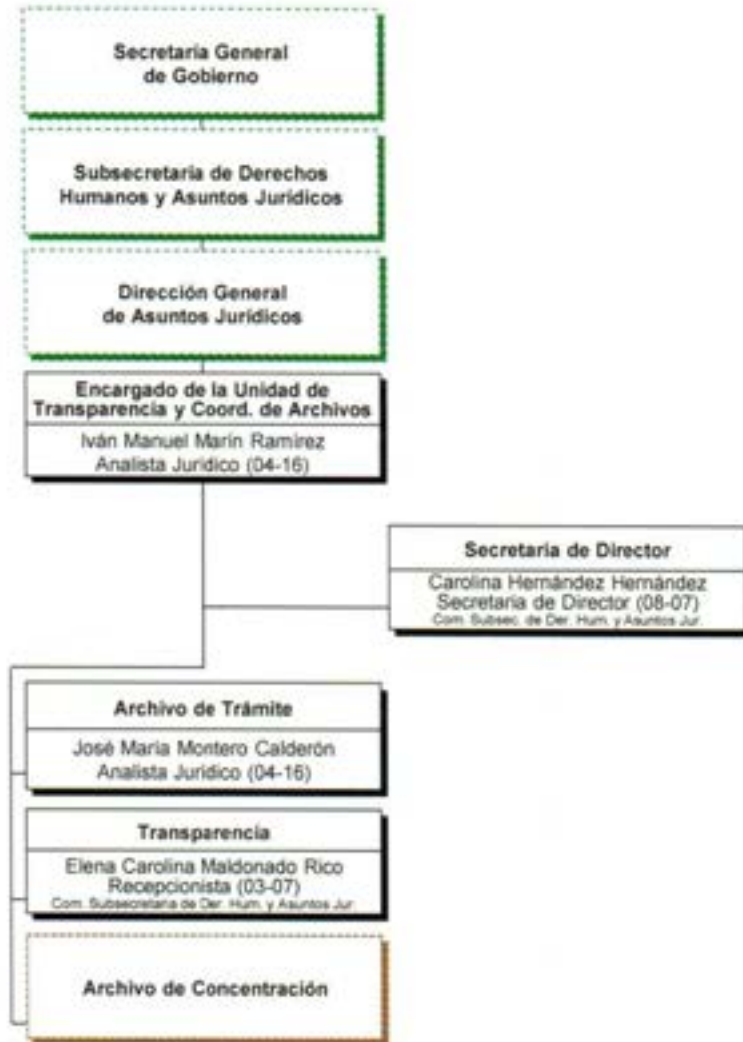 Secretaría General
de Gobierno
Subsecretaria de Derechos
Humanos y Asuntos Jurídicos
Dirección General
de Asuntos Jurídicos
Encargado de la Unidad de
Transparencia y Coord. de Archivos
Iván Manuel Marín Ramírez
Analista Jurídico (04-16)
Secretaria de Director
Carolina Hernández Hernández
Secretaria de Director (08-07)
Com. Subsec. de Der. Hum. y Asuntos Jur.
Archivo de Trámite
José María Montero Calderón
Analista Jurídico (04-16)
Transparencia
Elena Carolina Maldonado Rico
Recepcionista (03-07)
Com. Subsecretaria de Der. Hum. y Asuntos Jur
Archivo de Concentración